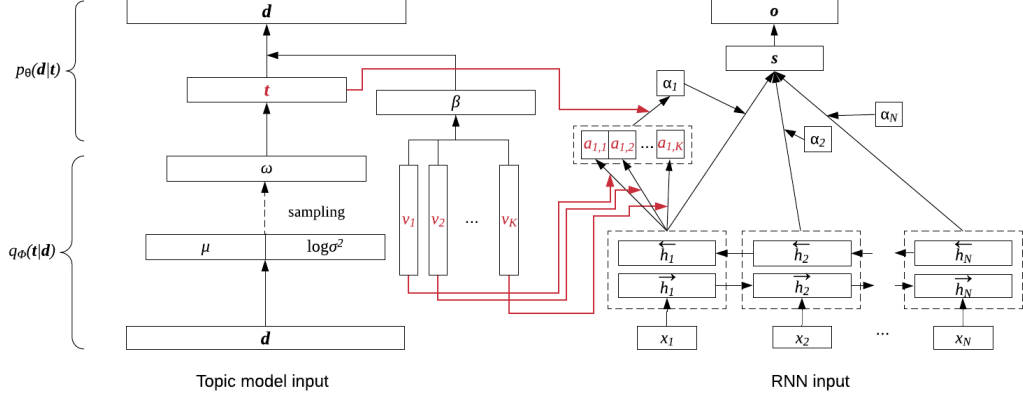 d
o
pθ(d|t)
s
t
β
α1
αN
α2
a1,1 a1,2 ... a1,K
ω
sampling
v1 v2 ... vK
qΦ(t|d)
μ logσ²
←h1 ←h2 ←hN
→h1 →h2 →hN
d
x1 x2 ... xN
Topic model input
RNN input